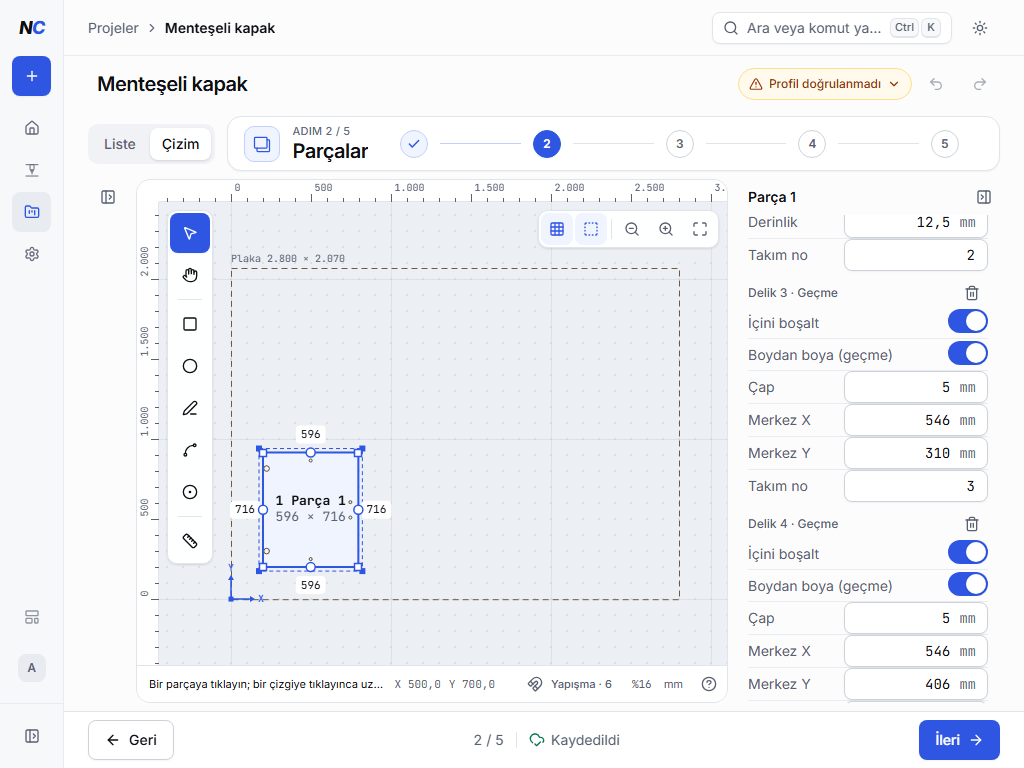 NC
Projeler
Menteşeli kapak
Ara veya komut ya...
Ctrl
K
Menteşeli kapak
Profil doğrulanmadı
Liste
Çizim
ADIM 2 / 5
Parçalar
2
3
4
5
0
500
1.000
1.500
2.000
2.500
3.
2.000
1.500
1.000
500
0
Plaka 2.800 × 2.070
596
1 Parça 1
596 × 716
716
716
596
Y
X
Parça 1
Derinlik
12,5 mm
Takım no
2
Delik 3 · Geçme
İçini boşalt
Boydan boya (geçme)
Çap
5 mm
Merkez X
546 mm
Merkez Y
310 mm
Takım no
3
Delik 4 · Geçme
İçini boşalt
Boydan boya (geçme)
Çap
5 mm
Merkez X
546 mm
Merkez Y
406 mm
Bir parçaya tıklayın; bir çizgiye tıklayınca uz...
X 500,0 Y 700,0
Yapışma · 6
%16
mm
A
Geri
2 / 5
Kaydedildi
İleri